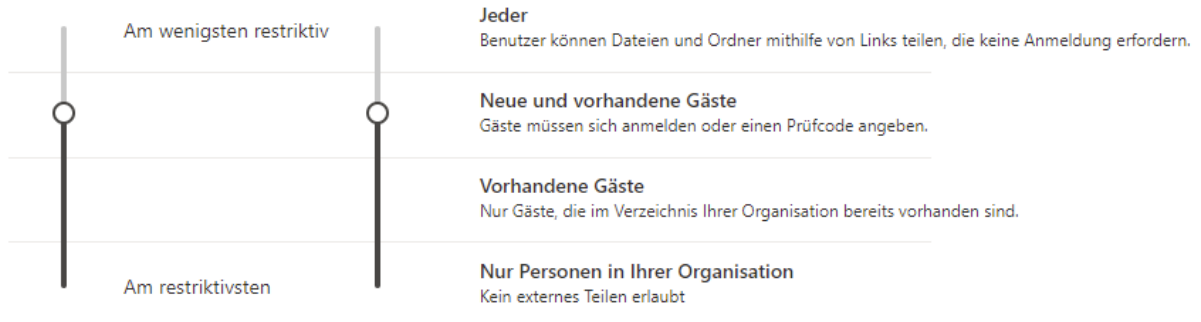 Am wenigsten restriktiv
Jeder
Benutzer können Dateien und Ordner mithilfe von Links teilen, die keine Anmeldung erfordern.
Neue und vorhandene Gäste
Gäste müssen sich anmelden oder einen Prüfcode angeben.
Vorhandene Gäste
Nur Gäste, die im Verzeichnis Ihrer Organisation bereits vorhanden sind.
Am restriktivsten
Nur Personen in Ihrer Organisation
Kein externes Teilen erlaubt